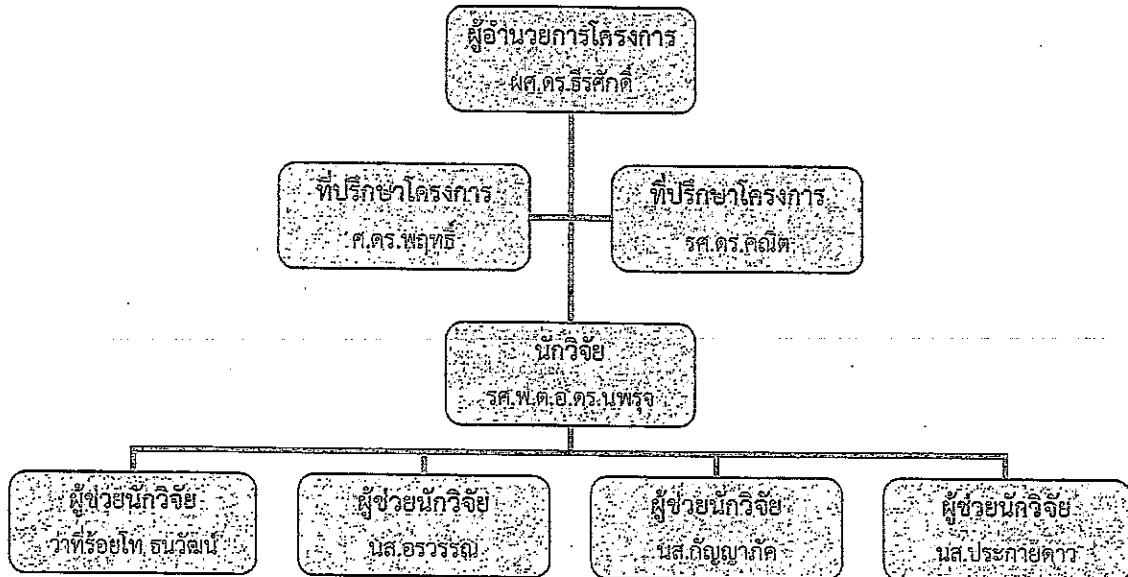 ผู้อำนวยการโครงการ
ผศ.ดร.ธีรศักดิ์
ที่ปรึกษาโครงการ
ศ.ดร.พฤทธิ์
ที่ปรึกษาโครงการ
รศ.ดร.คณิต
นักวิจัย
รศ.พ.ต.อ.ดร.นพรุจ
ผู้ช่วยนักวิจัย
ว่าที่ร้อยโท ธนวัฒน์
ผู้ช่วยนักวิจัย
นส.อรวรรณ
ผู้ช่วยนักวิจัย
นส.กัญญาภัค
ผู้ช่วยนักวิจัย
นส.ประกายดาว